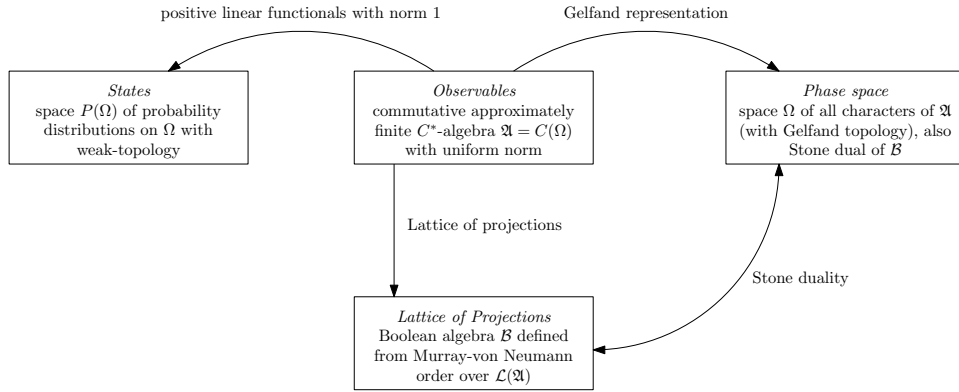 positive linear functionals with norm 1
Gelfand representation
States
space P(Ω) of probability
distributions on Ω with
weak-topology
Observables
commutative approximately
finite C*-algebra 𝔄 = C(Ω)
with uniform norm
Phase space
space Ω of all characters of 𝔄
(with Gelfand topology), also
Stone dual of ℬ
Lattice of projections
Stone duality
Lattice of Projections
Boolean algebra ℬ defined
from Murray-von Neumann
order over ℒ(𝔄)